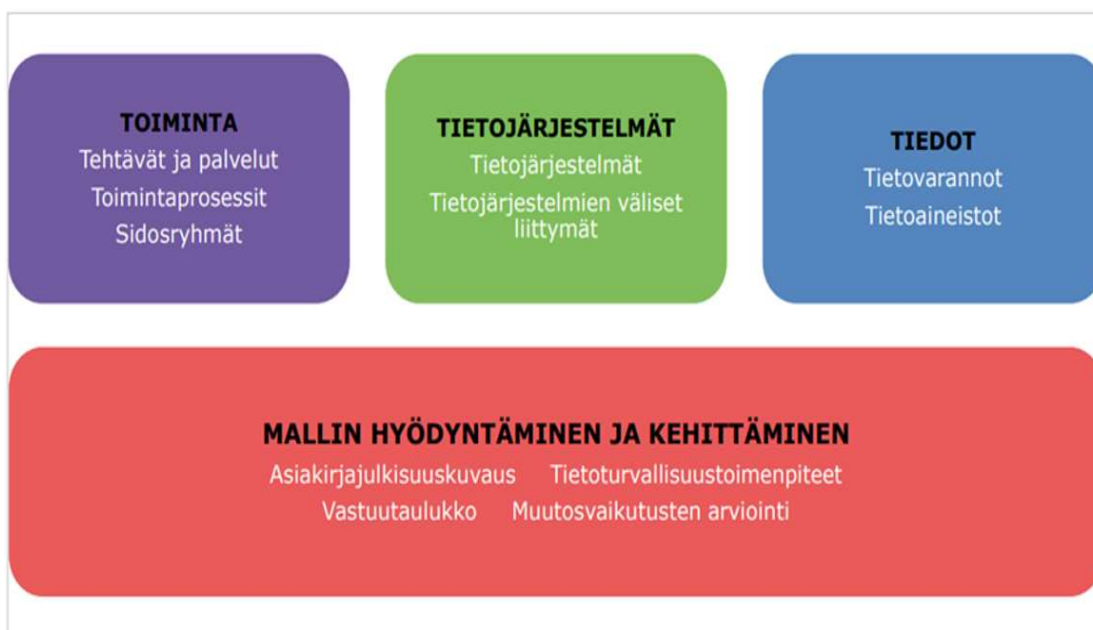 TOIMINTA
Tehtävät ja palvelut
Toimintaprosessit
Sidosryhmät
TIETOJÄRJESTELMÄT
Tietojärjestelmät
Tietojärjestelmien väliset
liittymät
TIEDOT
Tietovarannot
Tietoaineistot
MALLIN HYÖDYNTÄMINEN JA KEHITTÄMINEN
Asiakirjajulkisuuskuvaus Tietoturvallisuustoimenpiteet
Vastuutaulukko Muutosvaikutusten arviointi